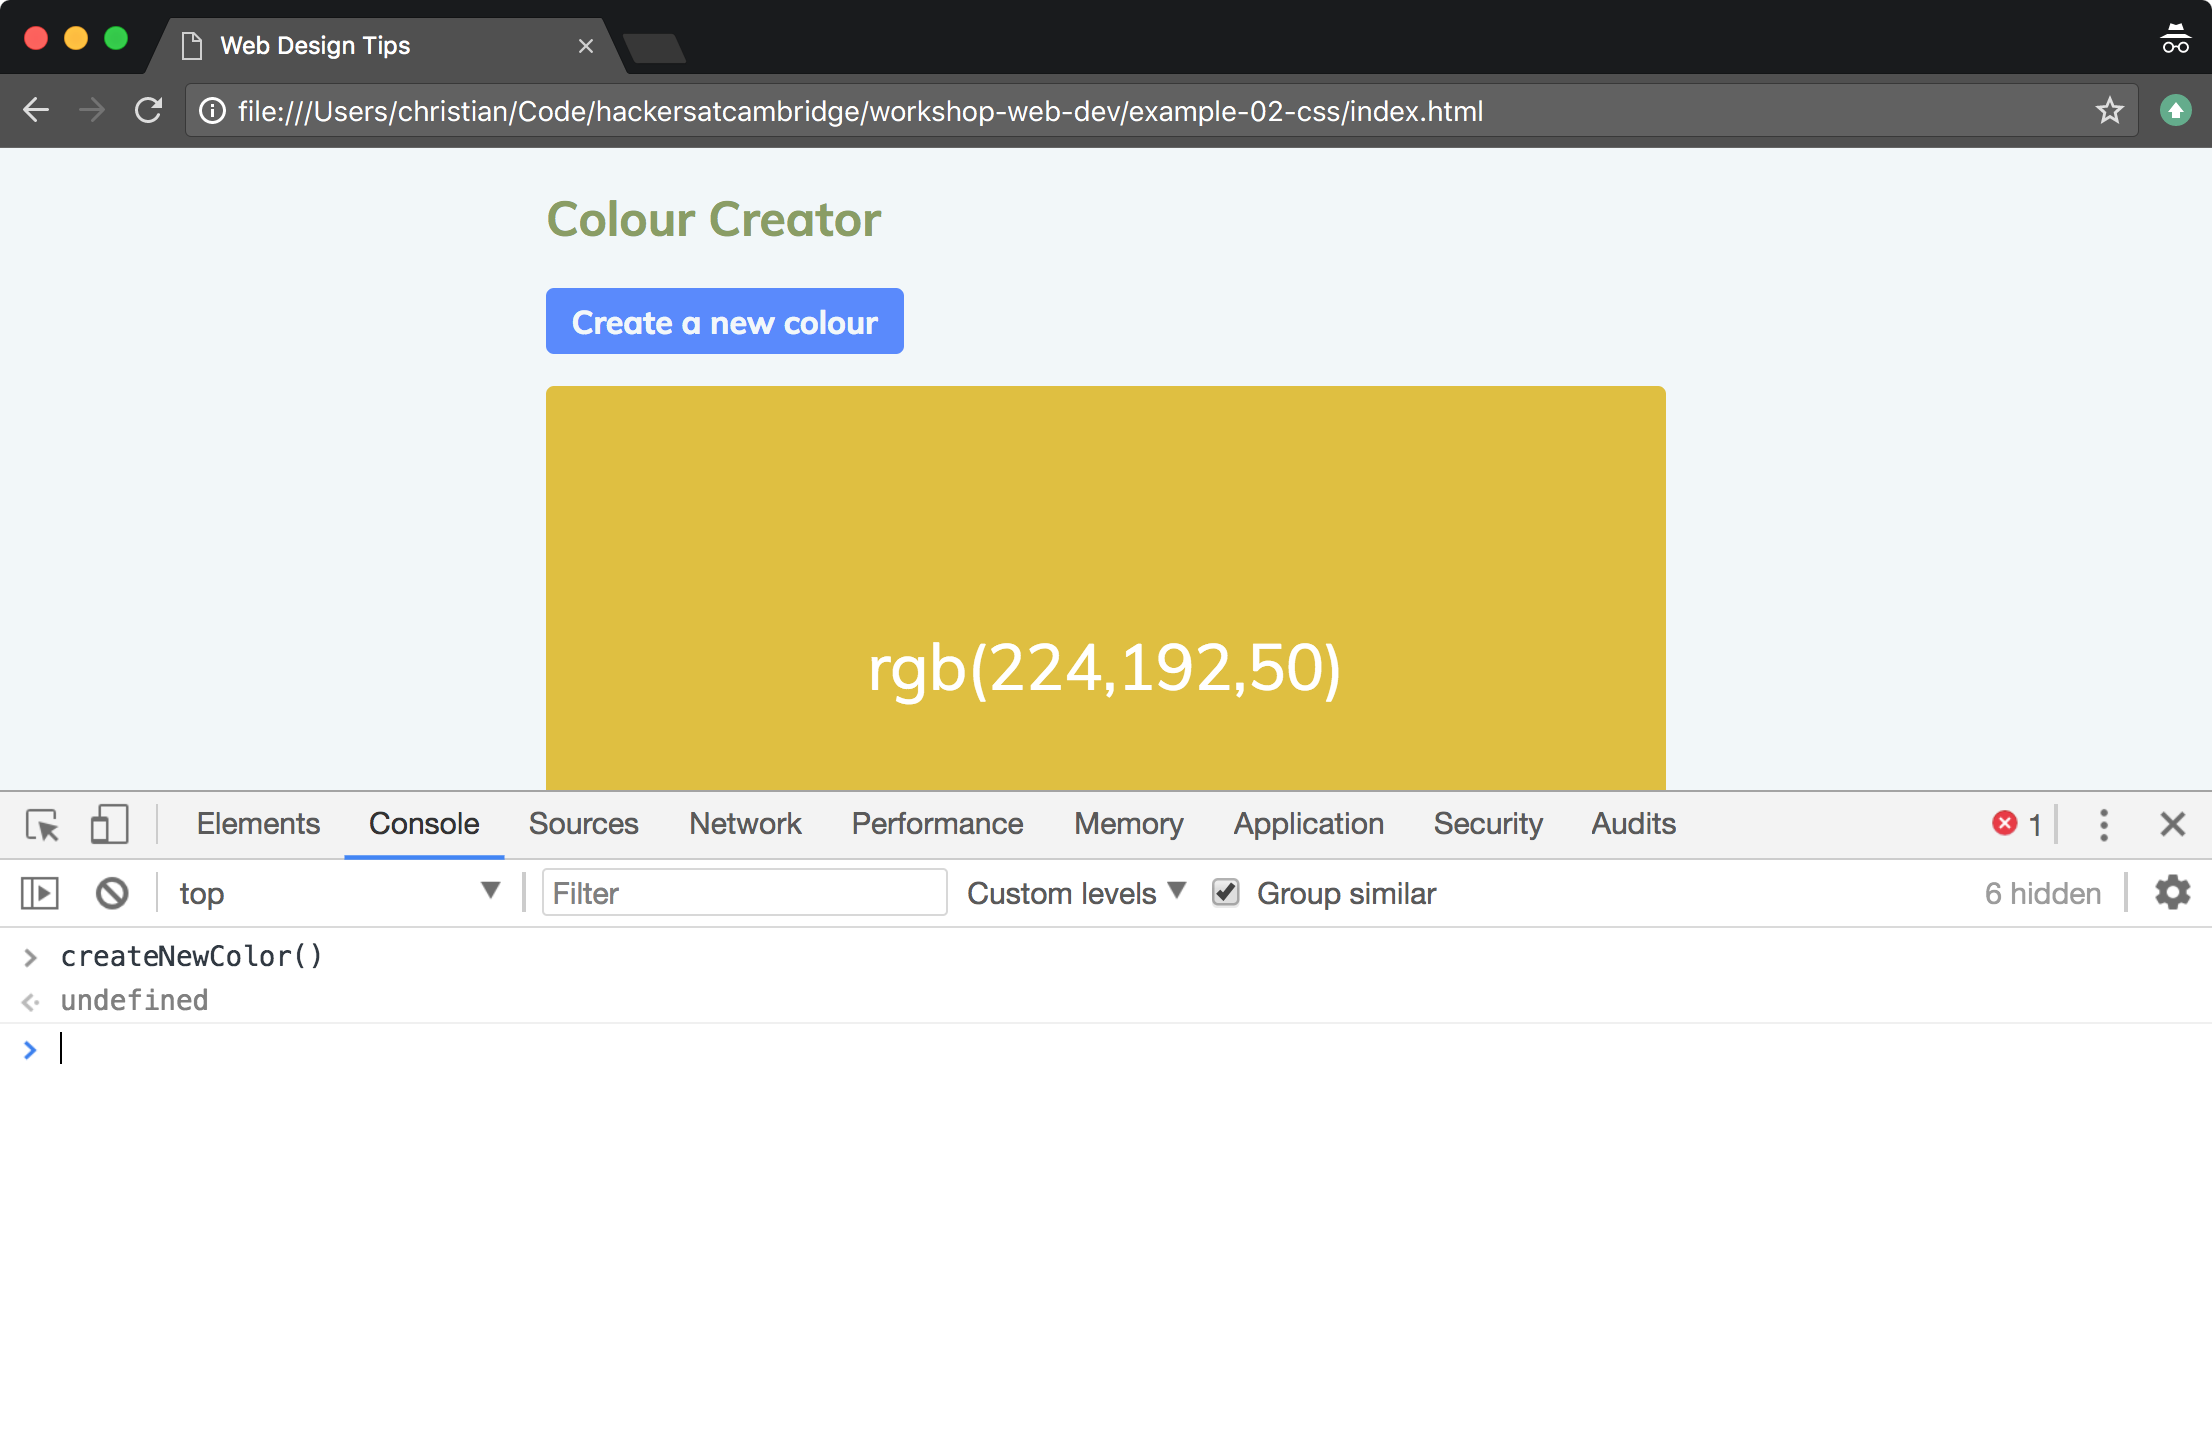 Web Design Tips
file:///Users/christian/Code/hackersatcambridge/workshop-web-dev/example-02-css/index.html
Colour Creator
Create a new colour
rgb(224,192,50)
Elements Console Sources Network Performance Memory Application Security Audits 1
top Filter Custom levels Group similar 6 hidden
createNewColor()
undefined